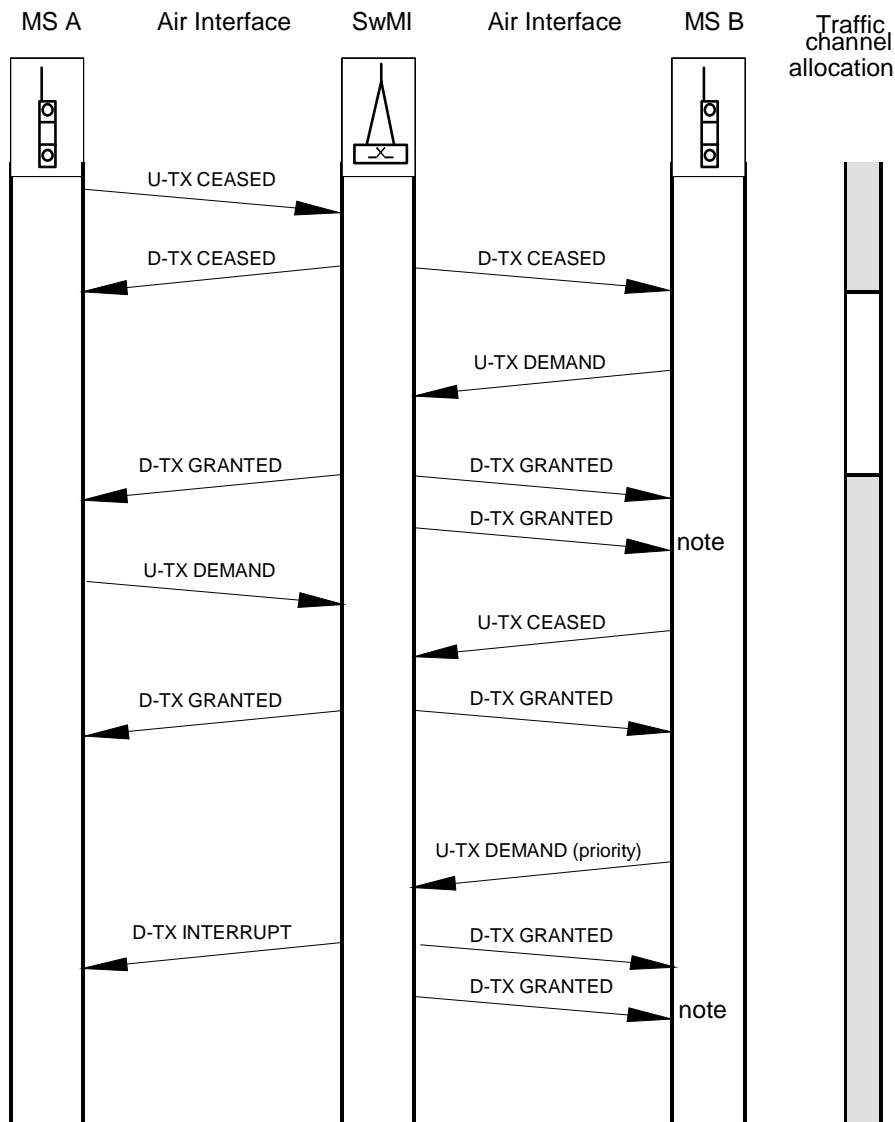 MS A Air Interface SwMI Air Interface MS B Traffic
channel
allocation
U-TX CEASED
D-TX CEASED D-TX CEASED
U-TX DEMAND
D-TX GRANTED D-TX GRANTED
D-TX GRANTED
note
U-TX DEMAND
U-TX CEASED
D-TX GRANTED D-TX GRANTED
U-TX DEMAND (priority)
D-TX INTERRUPT D-TX GRANTED
D-TX GRANTED
note